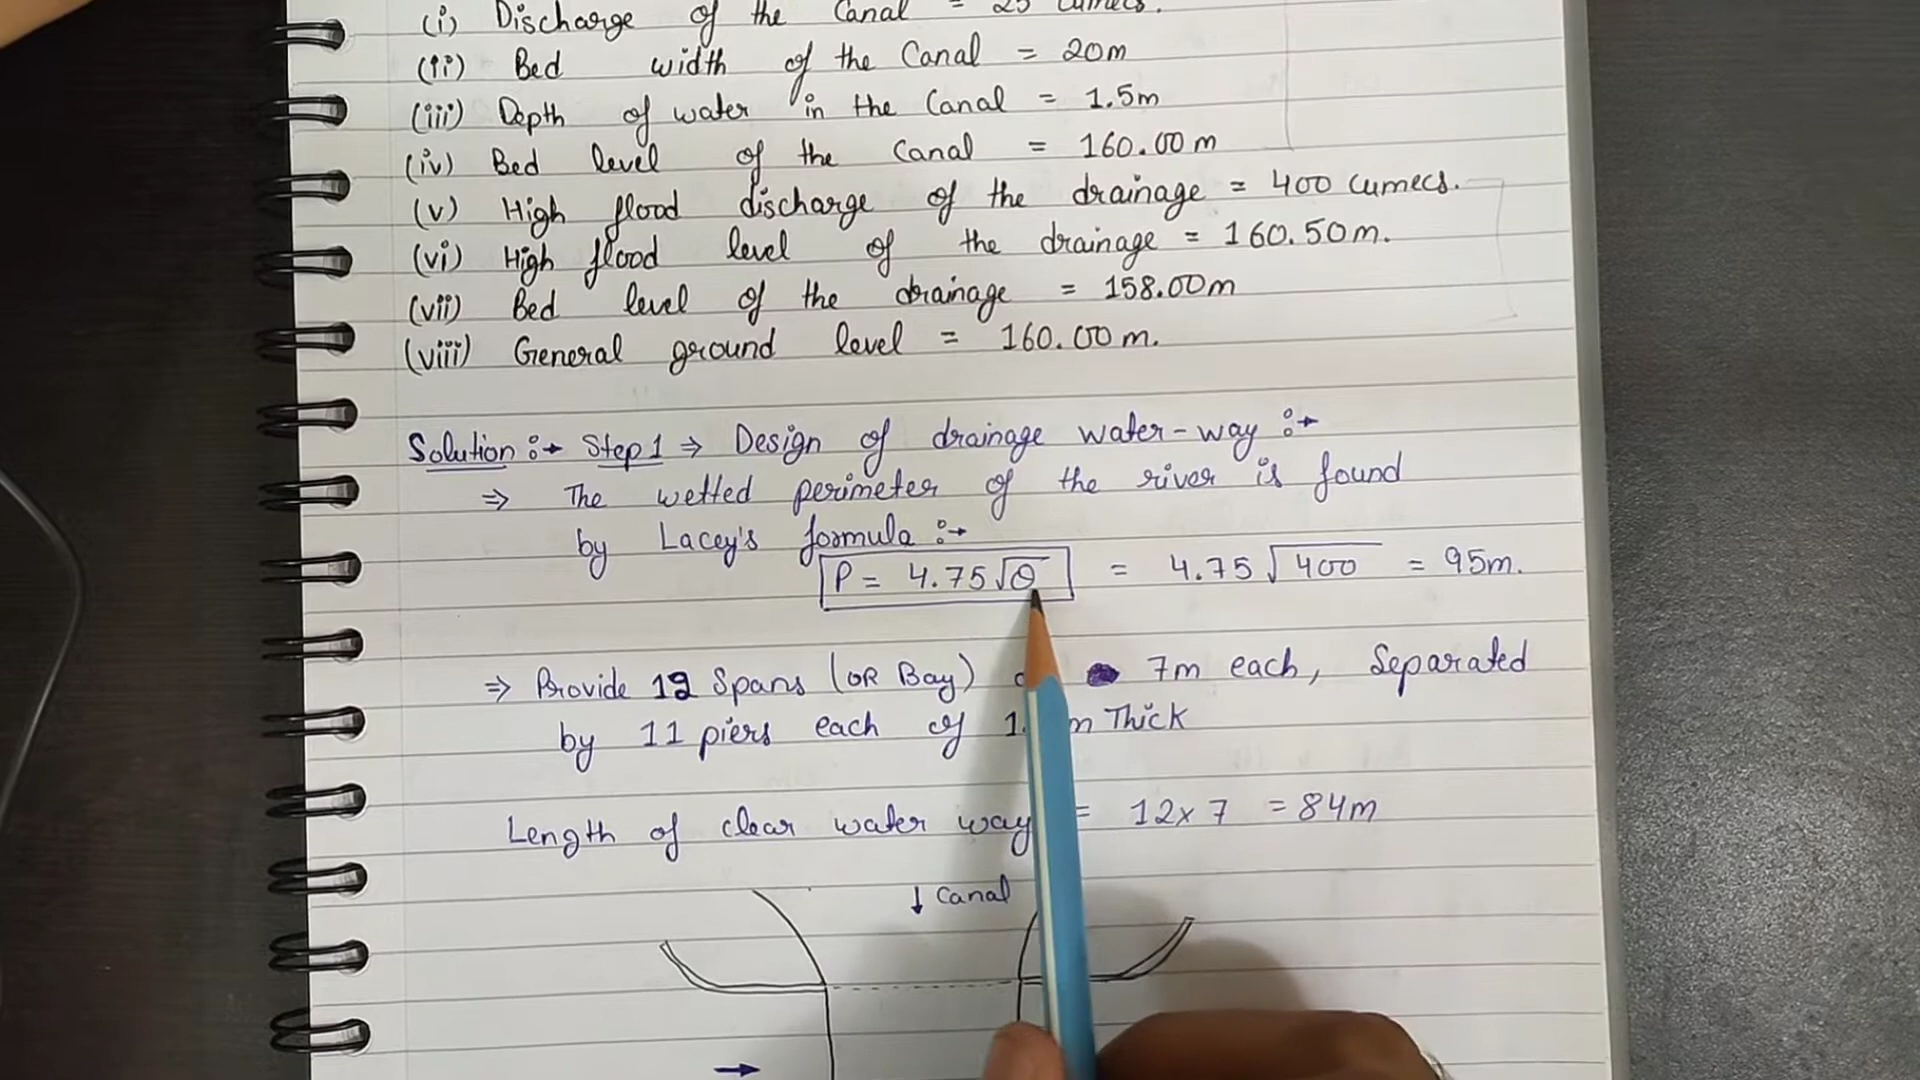 (i) Discharge of the Canal = 25 cumecs.
(ii) Bed width of the Canal = 20m
(iii) Depth of water in the Canal = 1.5m
(iv) Bed level of the Canal = 160.00 m
(v) High flood discharge of the drainage = 400 cumecs.
(vi) High flood level of the drainage = 160.50m.
(vii) Bed level of the drainage = 158.00m
(viii) General ground level = 160.00 m.
Solution :→ Step 1 ⇒ Design of drainage water-way :→
⇒ The wetted perimeter of the river is found
by Lacey's formula :→
P = 4.75√Q = 4.75√400 = 95m.
⇒ Provide 12 Spans (OR Bay) 7m each, Separated
by 11 piers each of 1. m Thick
Length of clear water way = 12x7 = 84m
↓ Canal
→